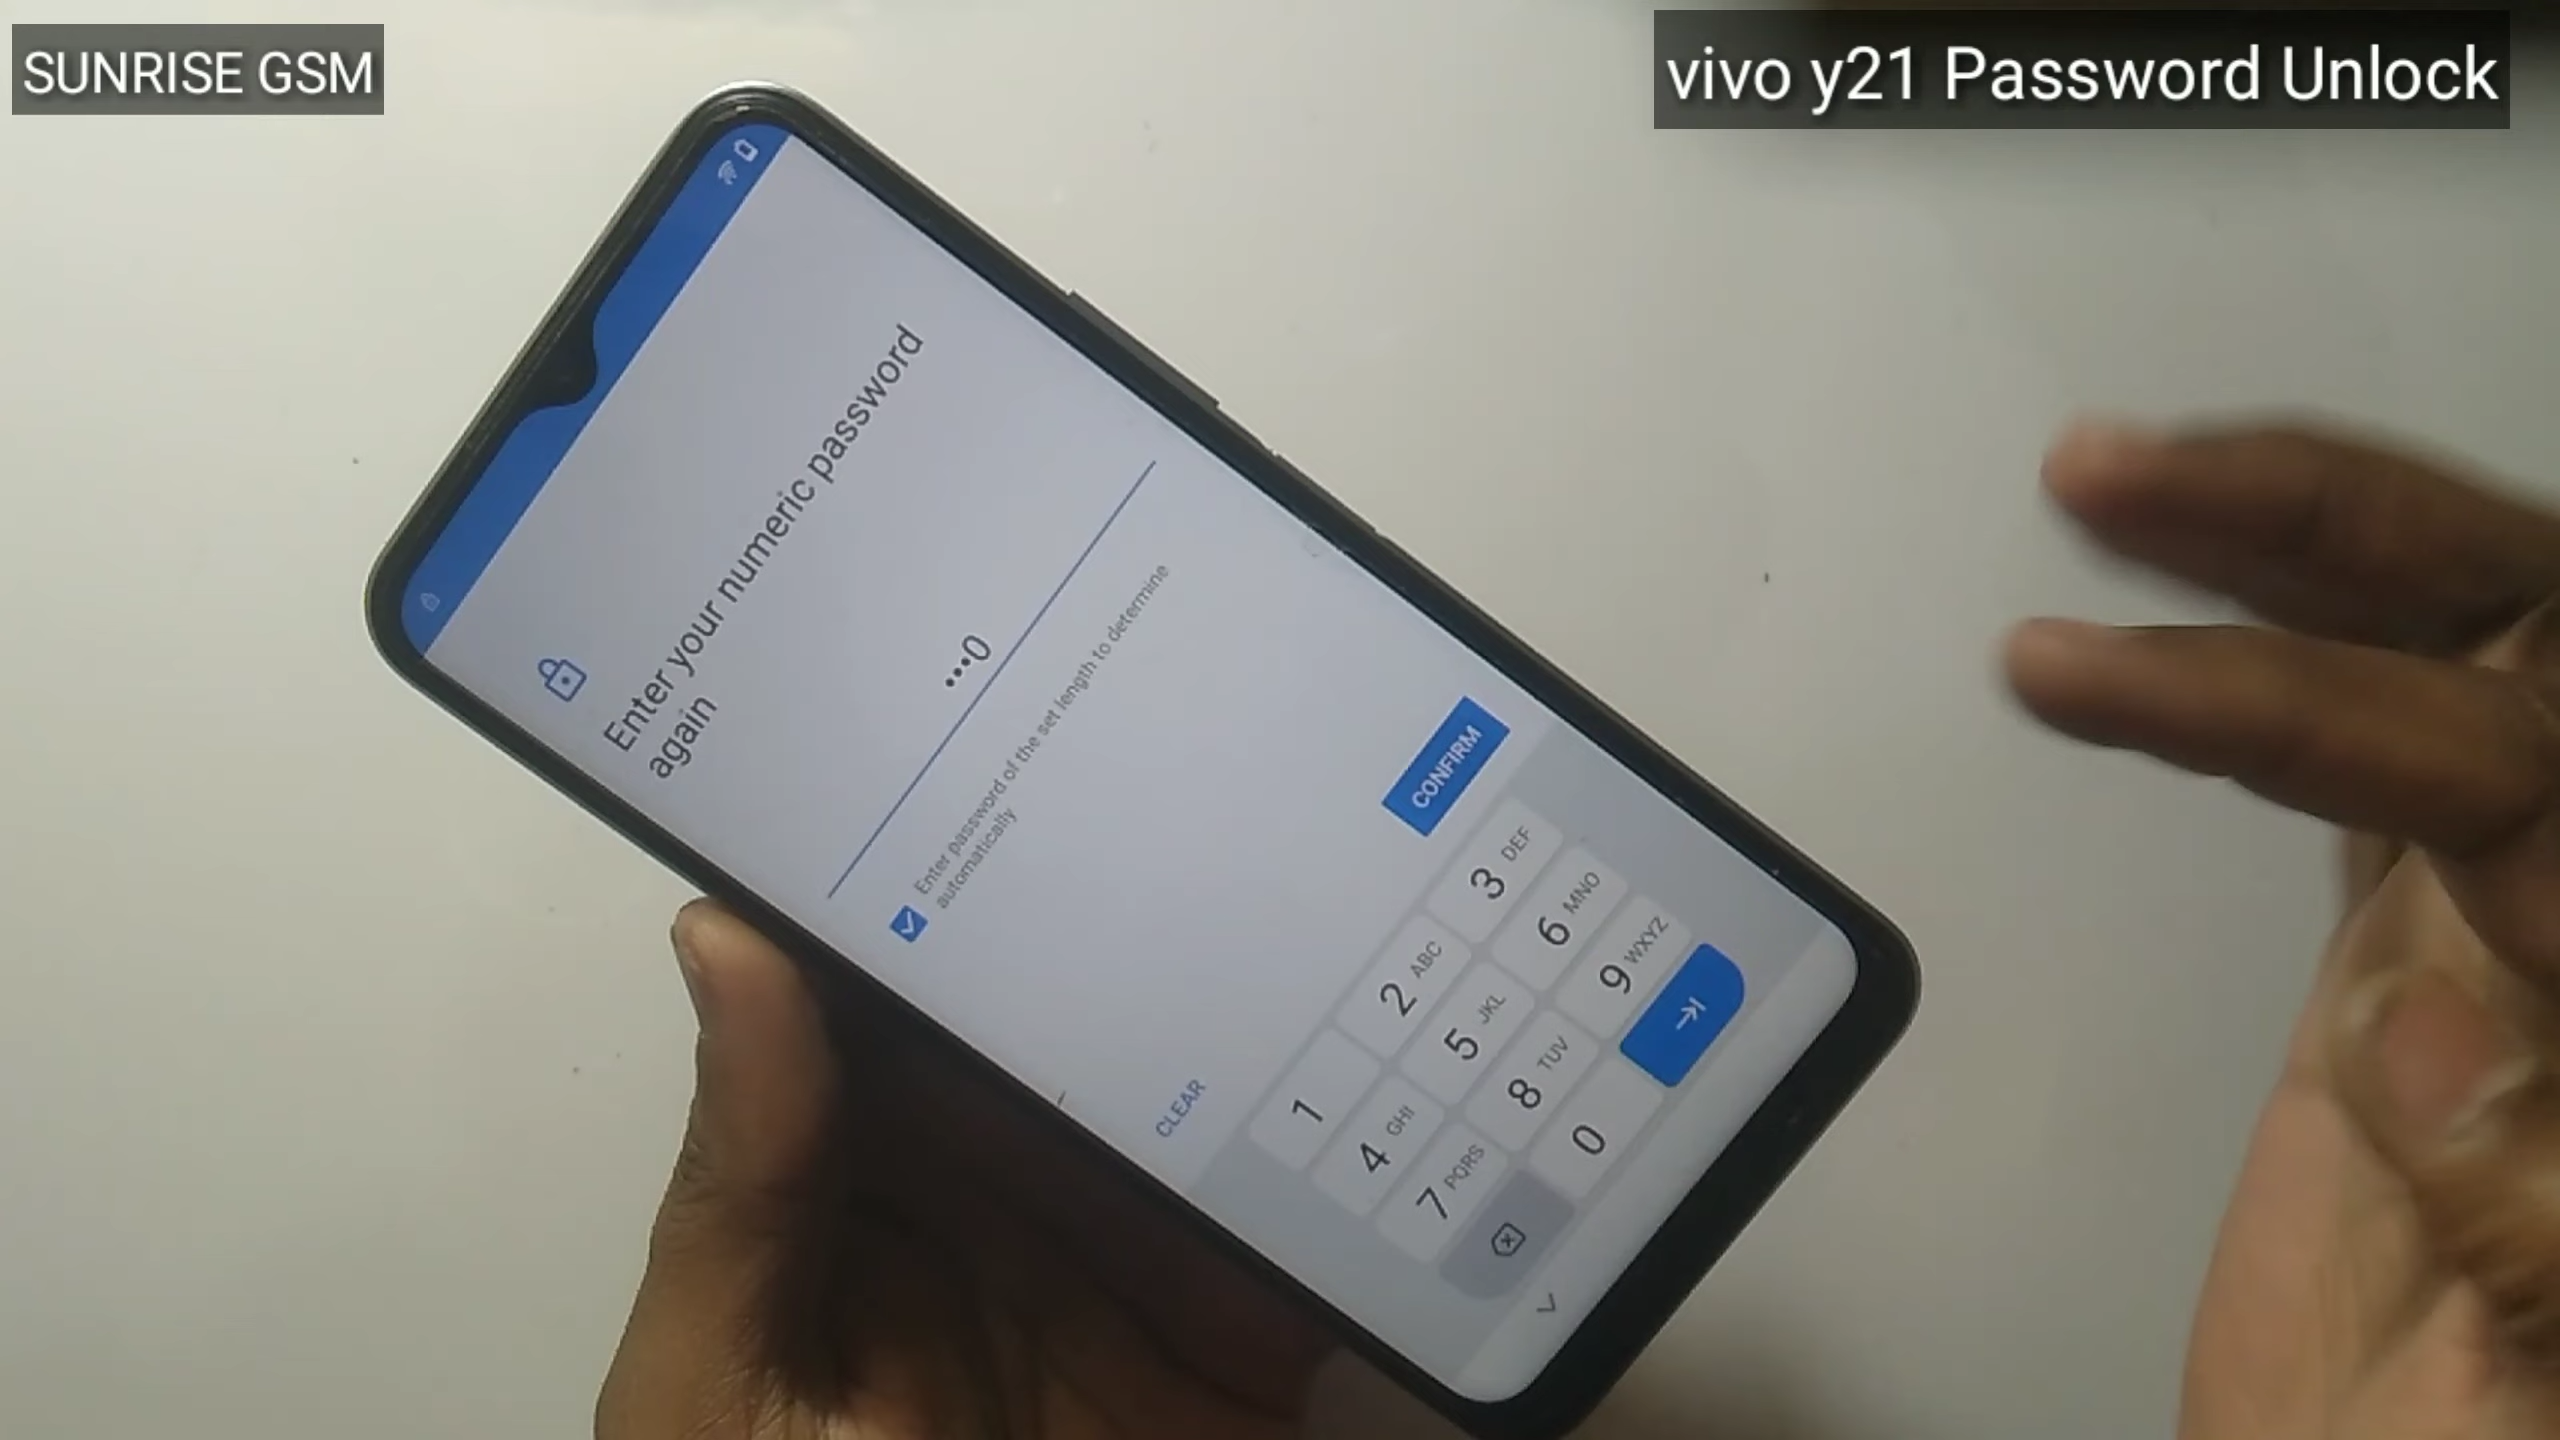 SUNRISE GSM
vivo y21 Password Unlock
Enter your numeric password
again
•••0
Enter password of the set length to determine
automatically
CLEAR
CONFIRM
1
2 ABC
3 DEF
4 GHI
5 JKL
6 MNO
7 PQRS
8 TUV
9 WXYZ
0